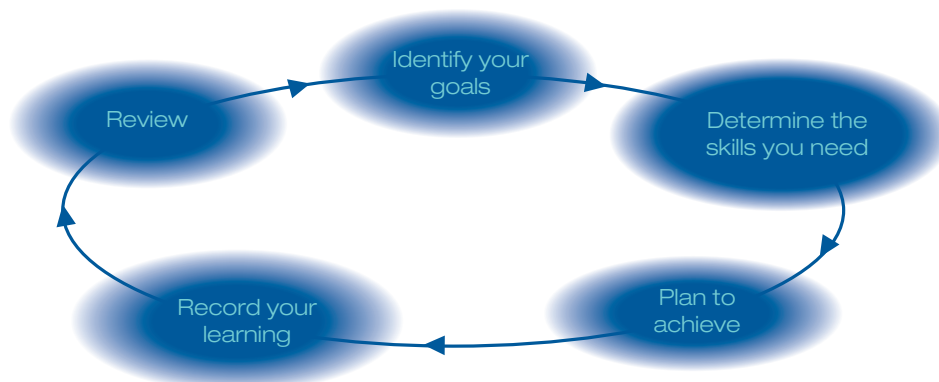 Identify your
goals
Determine the
skills you need
Plan to
achieve
Record your
learning
Review